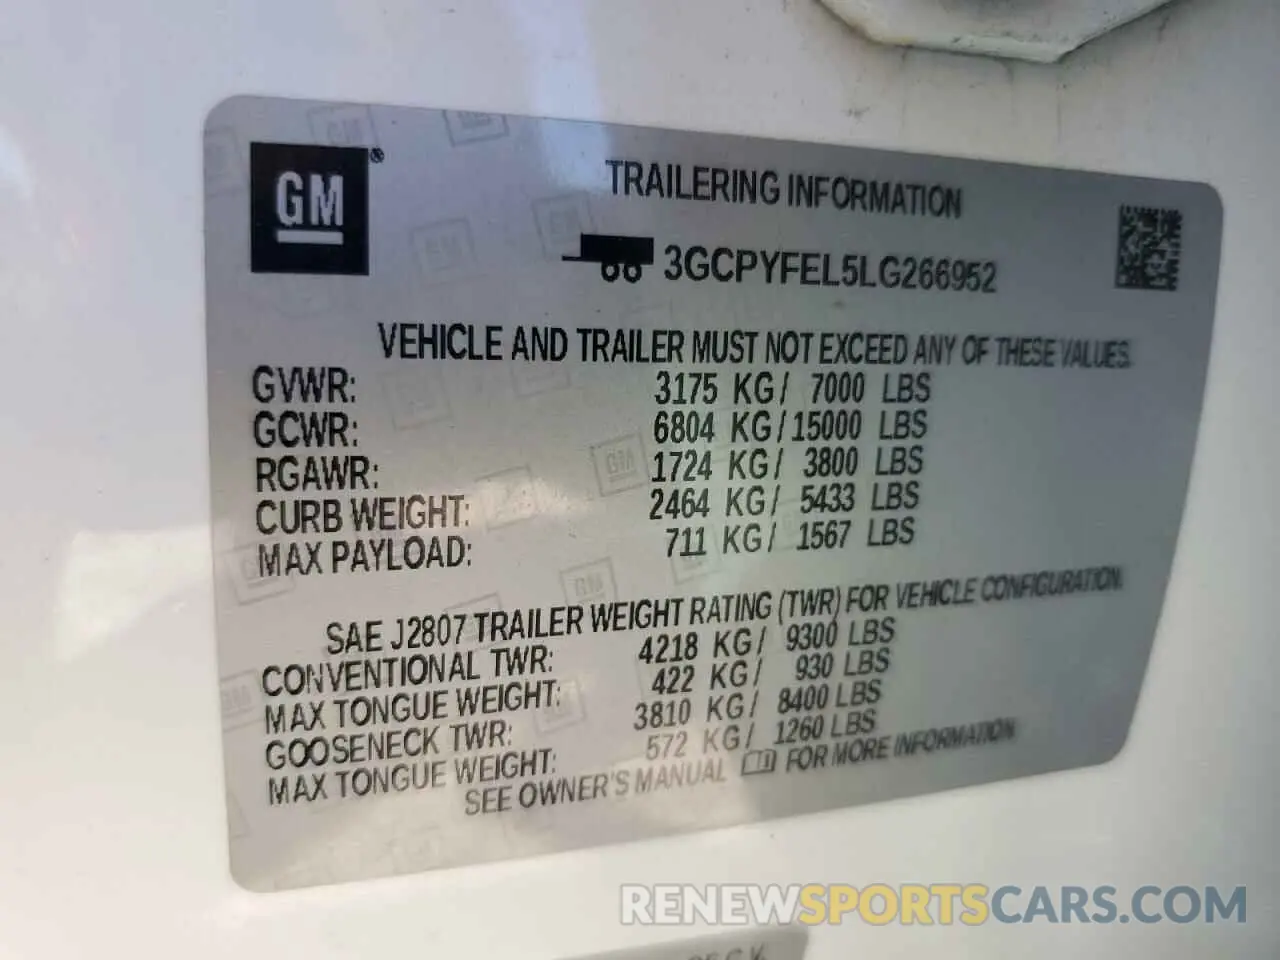 GM ®
TRAILERING INFORMATION
3GCPYFEL5LG266952
VEHICLE AND TRAILER MUST NOT EXCEED ANY OF THESE VALUES.
GVWR: 3175 KG/ 7000 LBS
GCWR: 6804 KG/15000 LBS
RGAWR: 1724 KG/ 3800 LBS
CURB WEIGHT: 2464 KG/ 5433 LBS
MAX PAYLOAD: 711 KG/ 1567 LBS
SAE J2807 TRAILER WEIGHT RATING (TWR) FOR VEHICLE CONFIGURATION.
CONVENTIONAL TWR: 4218 KG/ 9300 LBS
MAX TONGUE WEIGHT: 422 KG/ 930 LBS
GOOSENECK TWR: 3810 KG/ 8400 LBS
MAX TONGUE WEIGHT: 572 KG/ 1260 LBS
SEE OWNER'S MANUAL FOR MORE INFORMATION
RENEWSPORTSCARS.COM